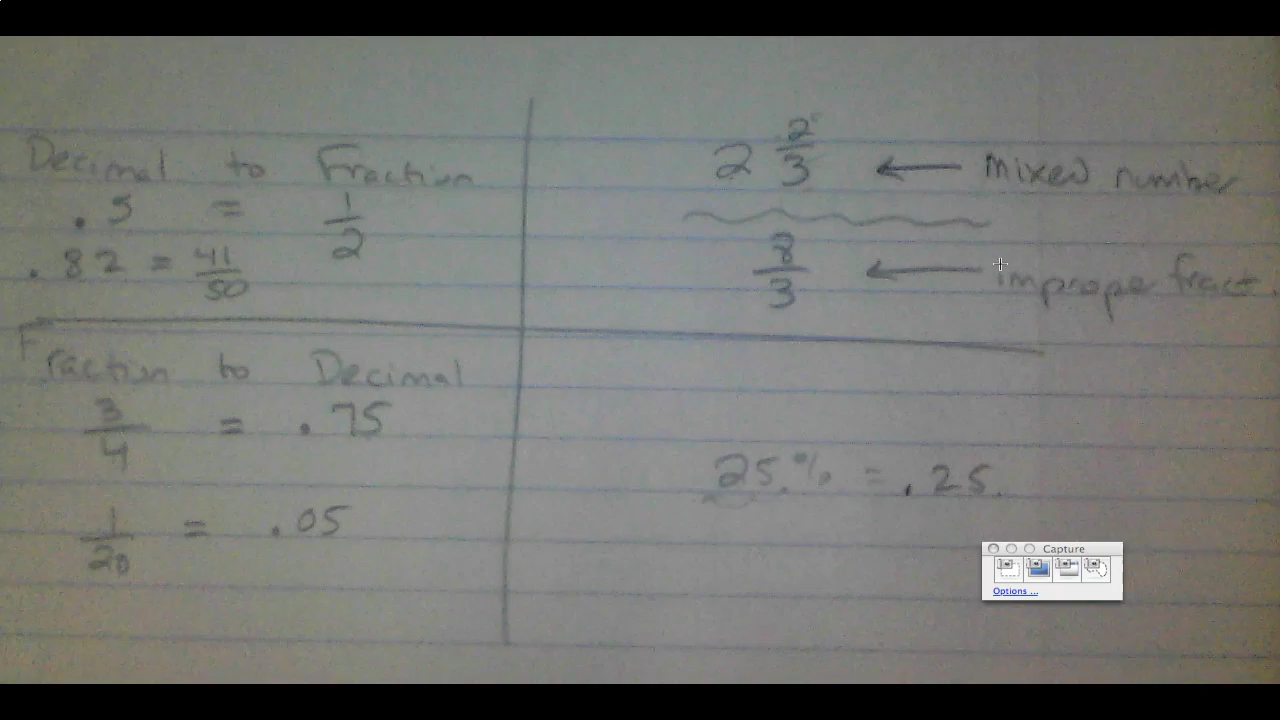 Decimal to Fraction
.5 = 1/2
.82 = 41/50
2 2/3 ← Mixed number
8/3 ← imprope fract.
Fraction to Decimal
3/4 = .75
1/20 = .05
25.% = .25
Capture
Options ...